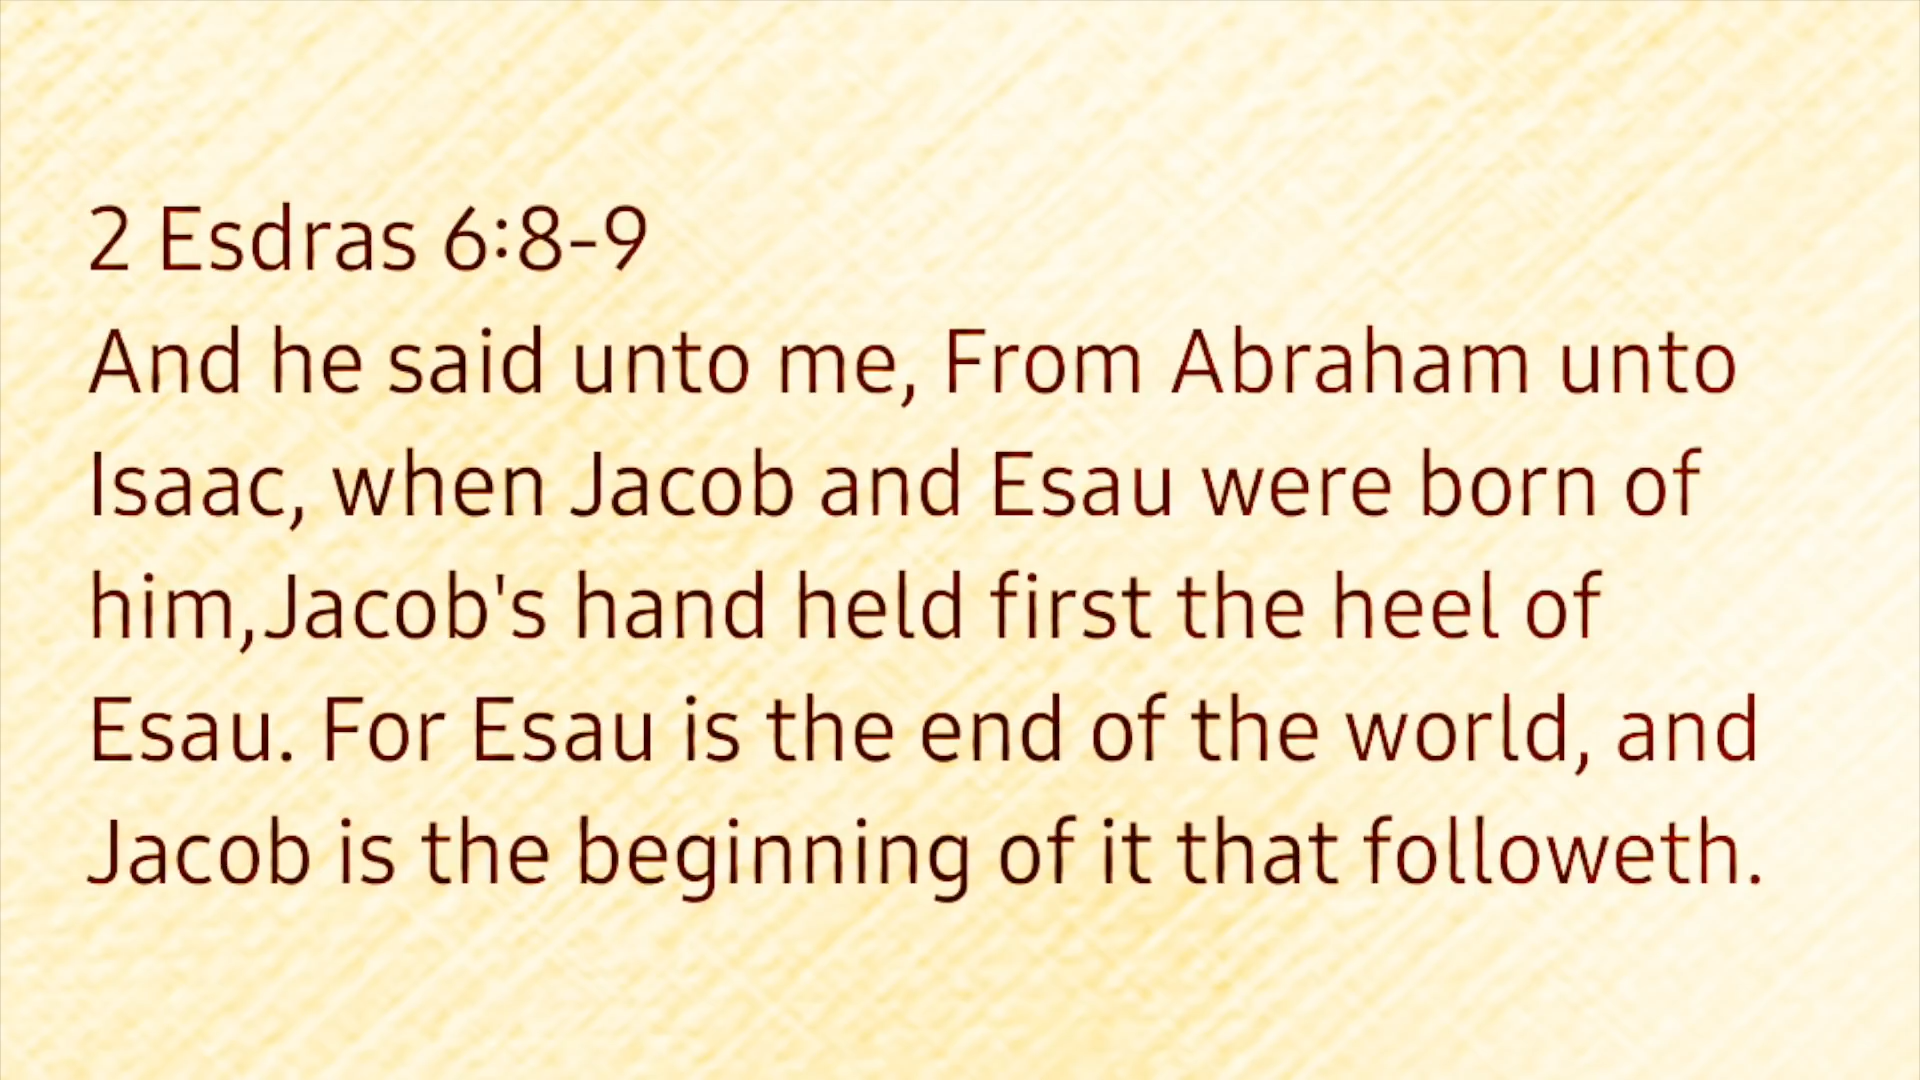 2 Esdras 6:8-9
And he said unto me, From Abraham unto
Isaac, when Jacob and Esau were born of
him,Jacob's hand held first the heel of
Esau. For Esau is the end of the world, and
Jacob is the beginning of it that followeth.